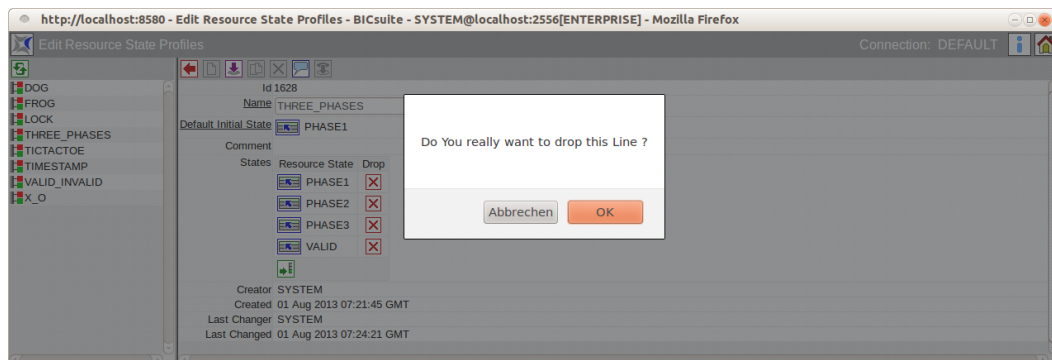 http://localhost:8580 - Edit Resource State Profiles - BICsuite - SYSTEM@localhost:2556[ENTERPRISE] - Mozilla Firefox
Edit Resource State Profiles
Connection: DEFAULT
DOG
FROG
LOCK
THREE_PHASES
TICTACTOE
TIMESTAMP
VALID_INVALID
X_O
Id 1628
Name THREE_PHASES
Default Initial State PHASE1
Comment
States Resource State Drop
PHASE1
PHASE2
PHASE3
VALID
Creator SYSTEM
Created 01 Aug 2013 07:21:45 GMT
Last Changer SYSTEM
Last Changed 01 Aug 2013 07:24:21 GMT
Do You really want to drop this Line ?
Abbrechen OK